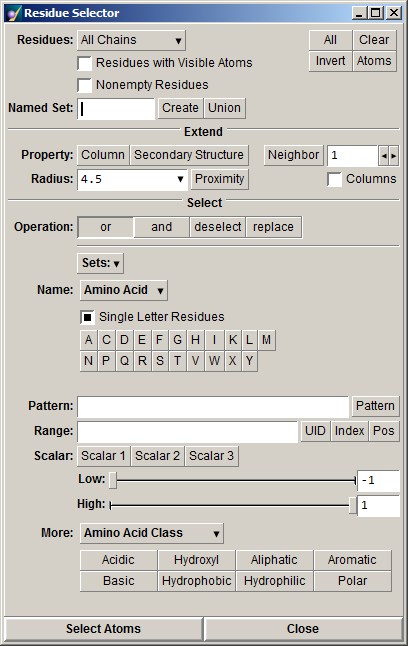 Residue Selector
Residues: All Chains All Clear
Residues with Visible Atoms Invert Atoms
Nonempty Residues
Named Set: Create Union
Extend
Property: Column Secondary Structure Neighbor 1
Radius: 4.5 Proximity Columns
Select
Operation: or and deselect replace
Sets:
Name: Amino Acid
Single Letter Residues
A C D E F G H I K L M
N P Q R S T V W X Y
Pattern: Pattern
Range: UID Index Pos
Scalar: Scalar 1 Scalar 2 Scalar 3
Low: -1
High: 1
More: Amino Acid Class
Acidic Hydroxyl Aliphatic Aromatic
Basic Hydrophobic Hydrophilic Polar
Select Atoms Close